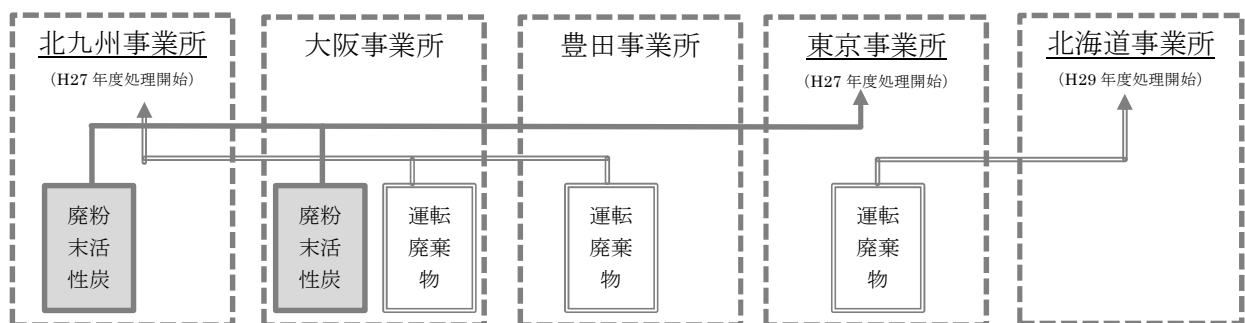 北九州事業所
(H27 年度処理開始)
大阪事業所
豊田事業所
東京事業所
(H27 年度処理開始)
北海道事業所
(H29 年度処理開始)
廃粉
末活
性炭
廃粉
末活
性炭
運転
廃棄
物
運転
廃棄
物
運転
廃棄
物